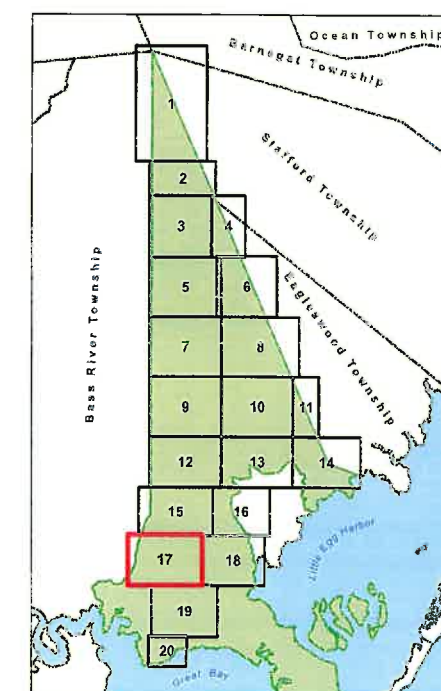 Ocean Township
Barnegat Township
Stafford Township
1
2
3
4
Eagleswood Township
5
6
Bass River Township
7
8
9
10
11
12
13
14
15
16
Little Egg Harbor
17
18
19
20
Great Bay